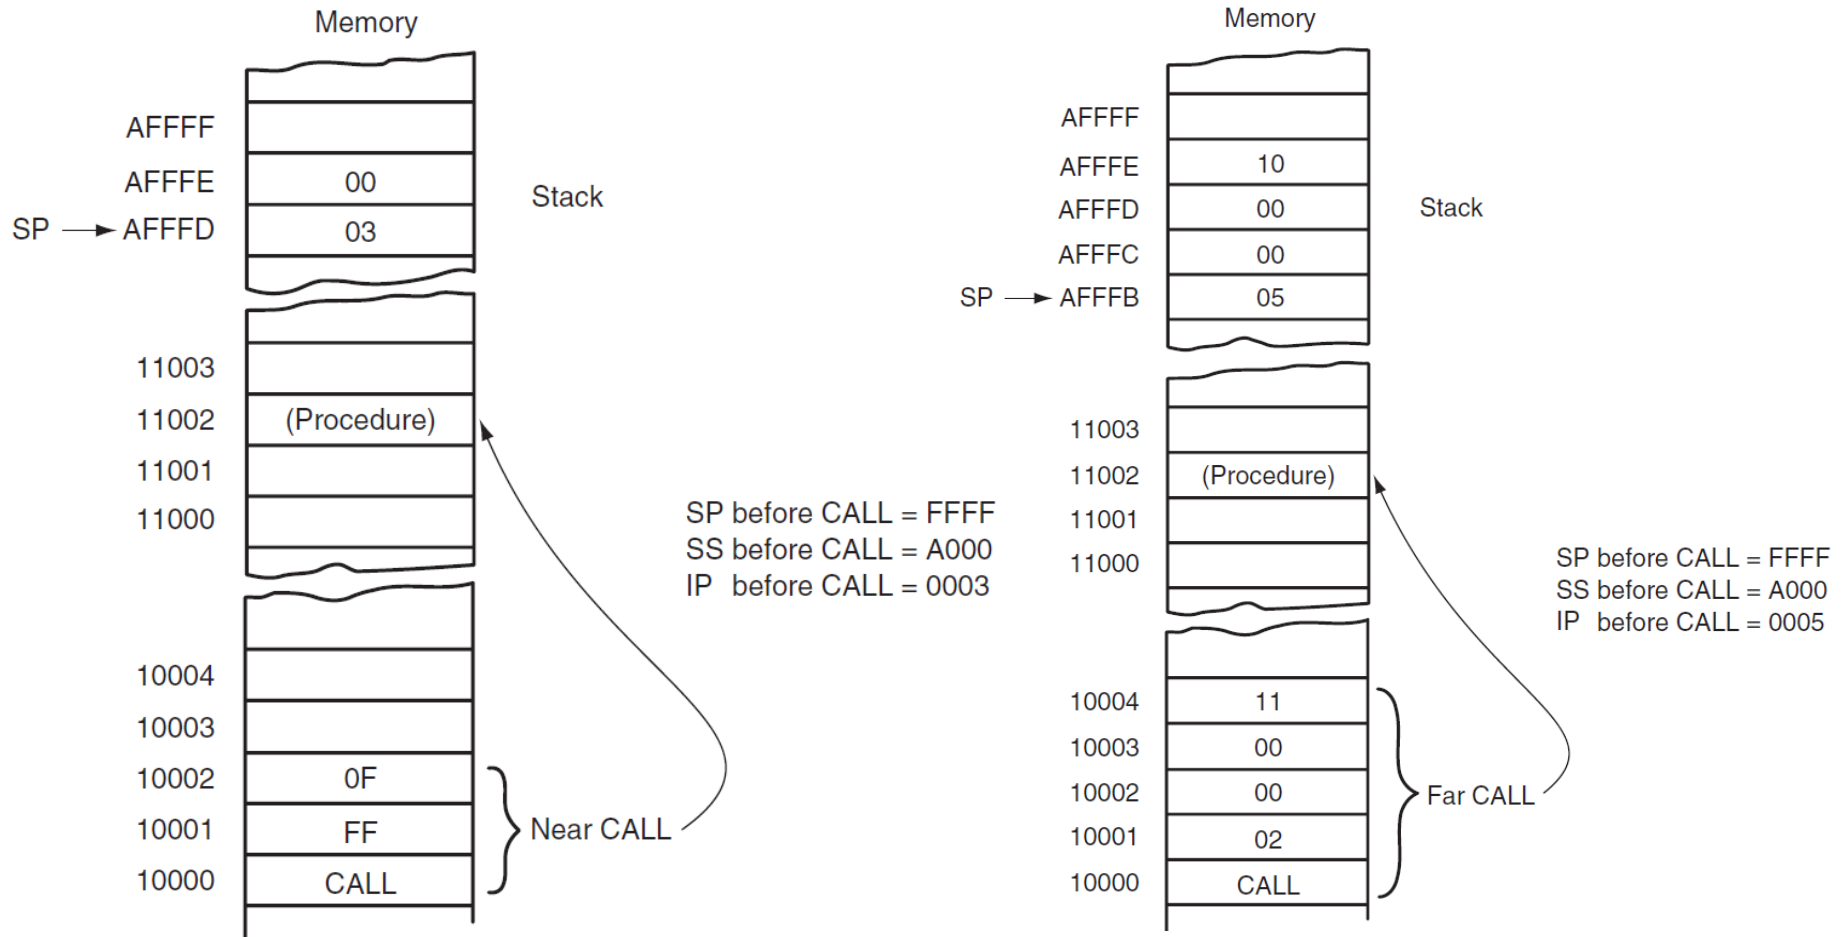 Memory
AFFFF
AFFFE 00
SP AFFFD 03
Stack
11003
11002 (Procedure)
11001
11000
SP before CALL = FFFF
SS before CALL = A000
IP before CALL = 0003
10004
10003
10002 0F
10001 FF
Near CALL
10000 CALL
Memory
AFFFF
AFFFE 10
AFFFD 00
Stack
AFFFC 00
SP AFFFB 05
11003
11002 (Procedure)
11001
11000
SP before CALL = FFFF
SS before CALL = A000
IP before CALL = 0005
10004 11
10003 00
10002 00
Far CALL
10001 02
10000 CALL